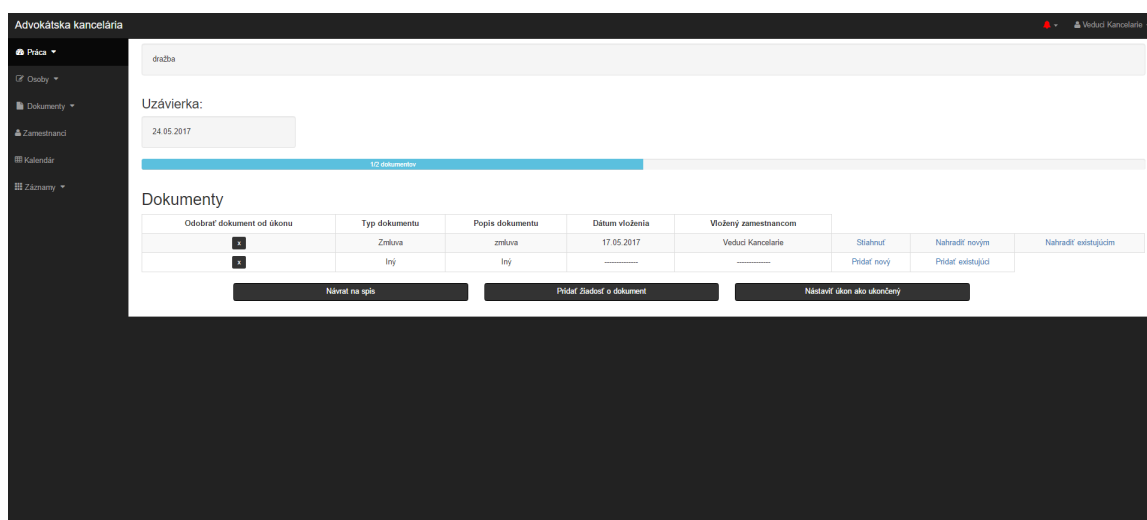 Advokátska kancelária
Veduci Kancelarie
Práca
Osoby
Dokumenty
Zamestnanci
Kalendár
Záznamy
dražba
Uzávierka:
24.05.2017
1/2 dokumentov
Dokumenty
Odobrať dokument od úkonu Typ dokumentu Popis dokumentu Dátum vloženia Vložený zamestnancom
x Zmluva zmluva 17.05.2017 Veduci Kancelarie Stiahnuť Nahradiť novým Nahradiť existujúcim
x Iný Iný -------------- -------------- Pridať nový Pridať existujúci
Návrat na spis Pridať žiadosť o dokument Nástaviť úkon ako ukončený